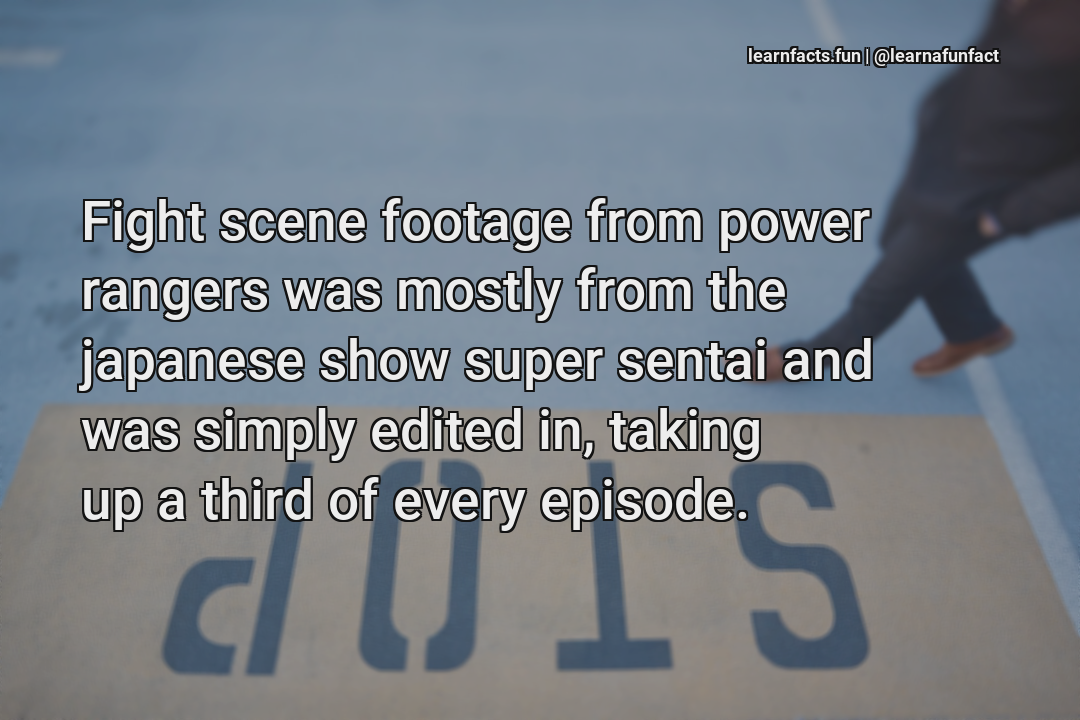 learnfacts.fun | @learnafunfact
Fight scene footage from power
rangers was mostly from the
japanese show super sentai and
was simply edited in, taking
up a third of every episode.
STOP